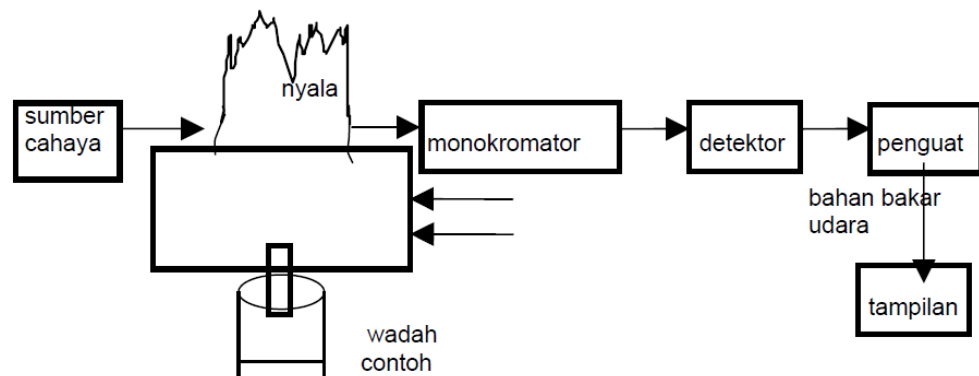 nyala
sumber
cahaya
monokromator
detektor
penguat
bahan bakar
udara
tampilan
wadah
contoh